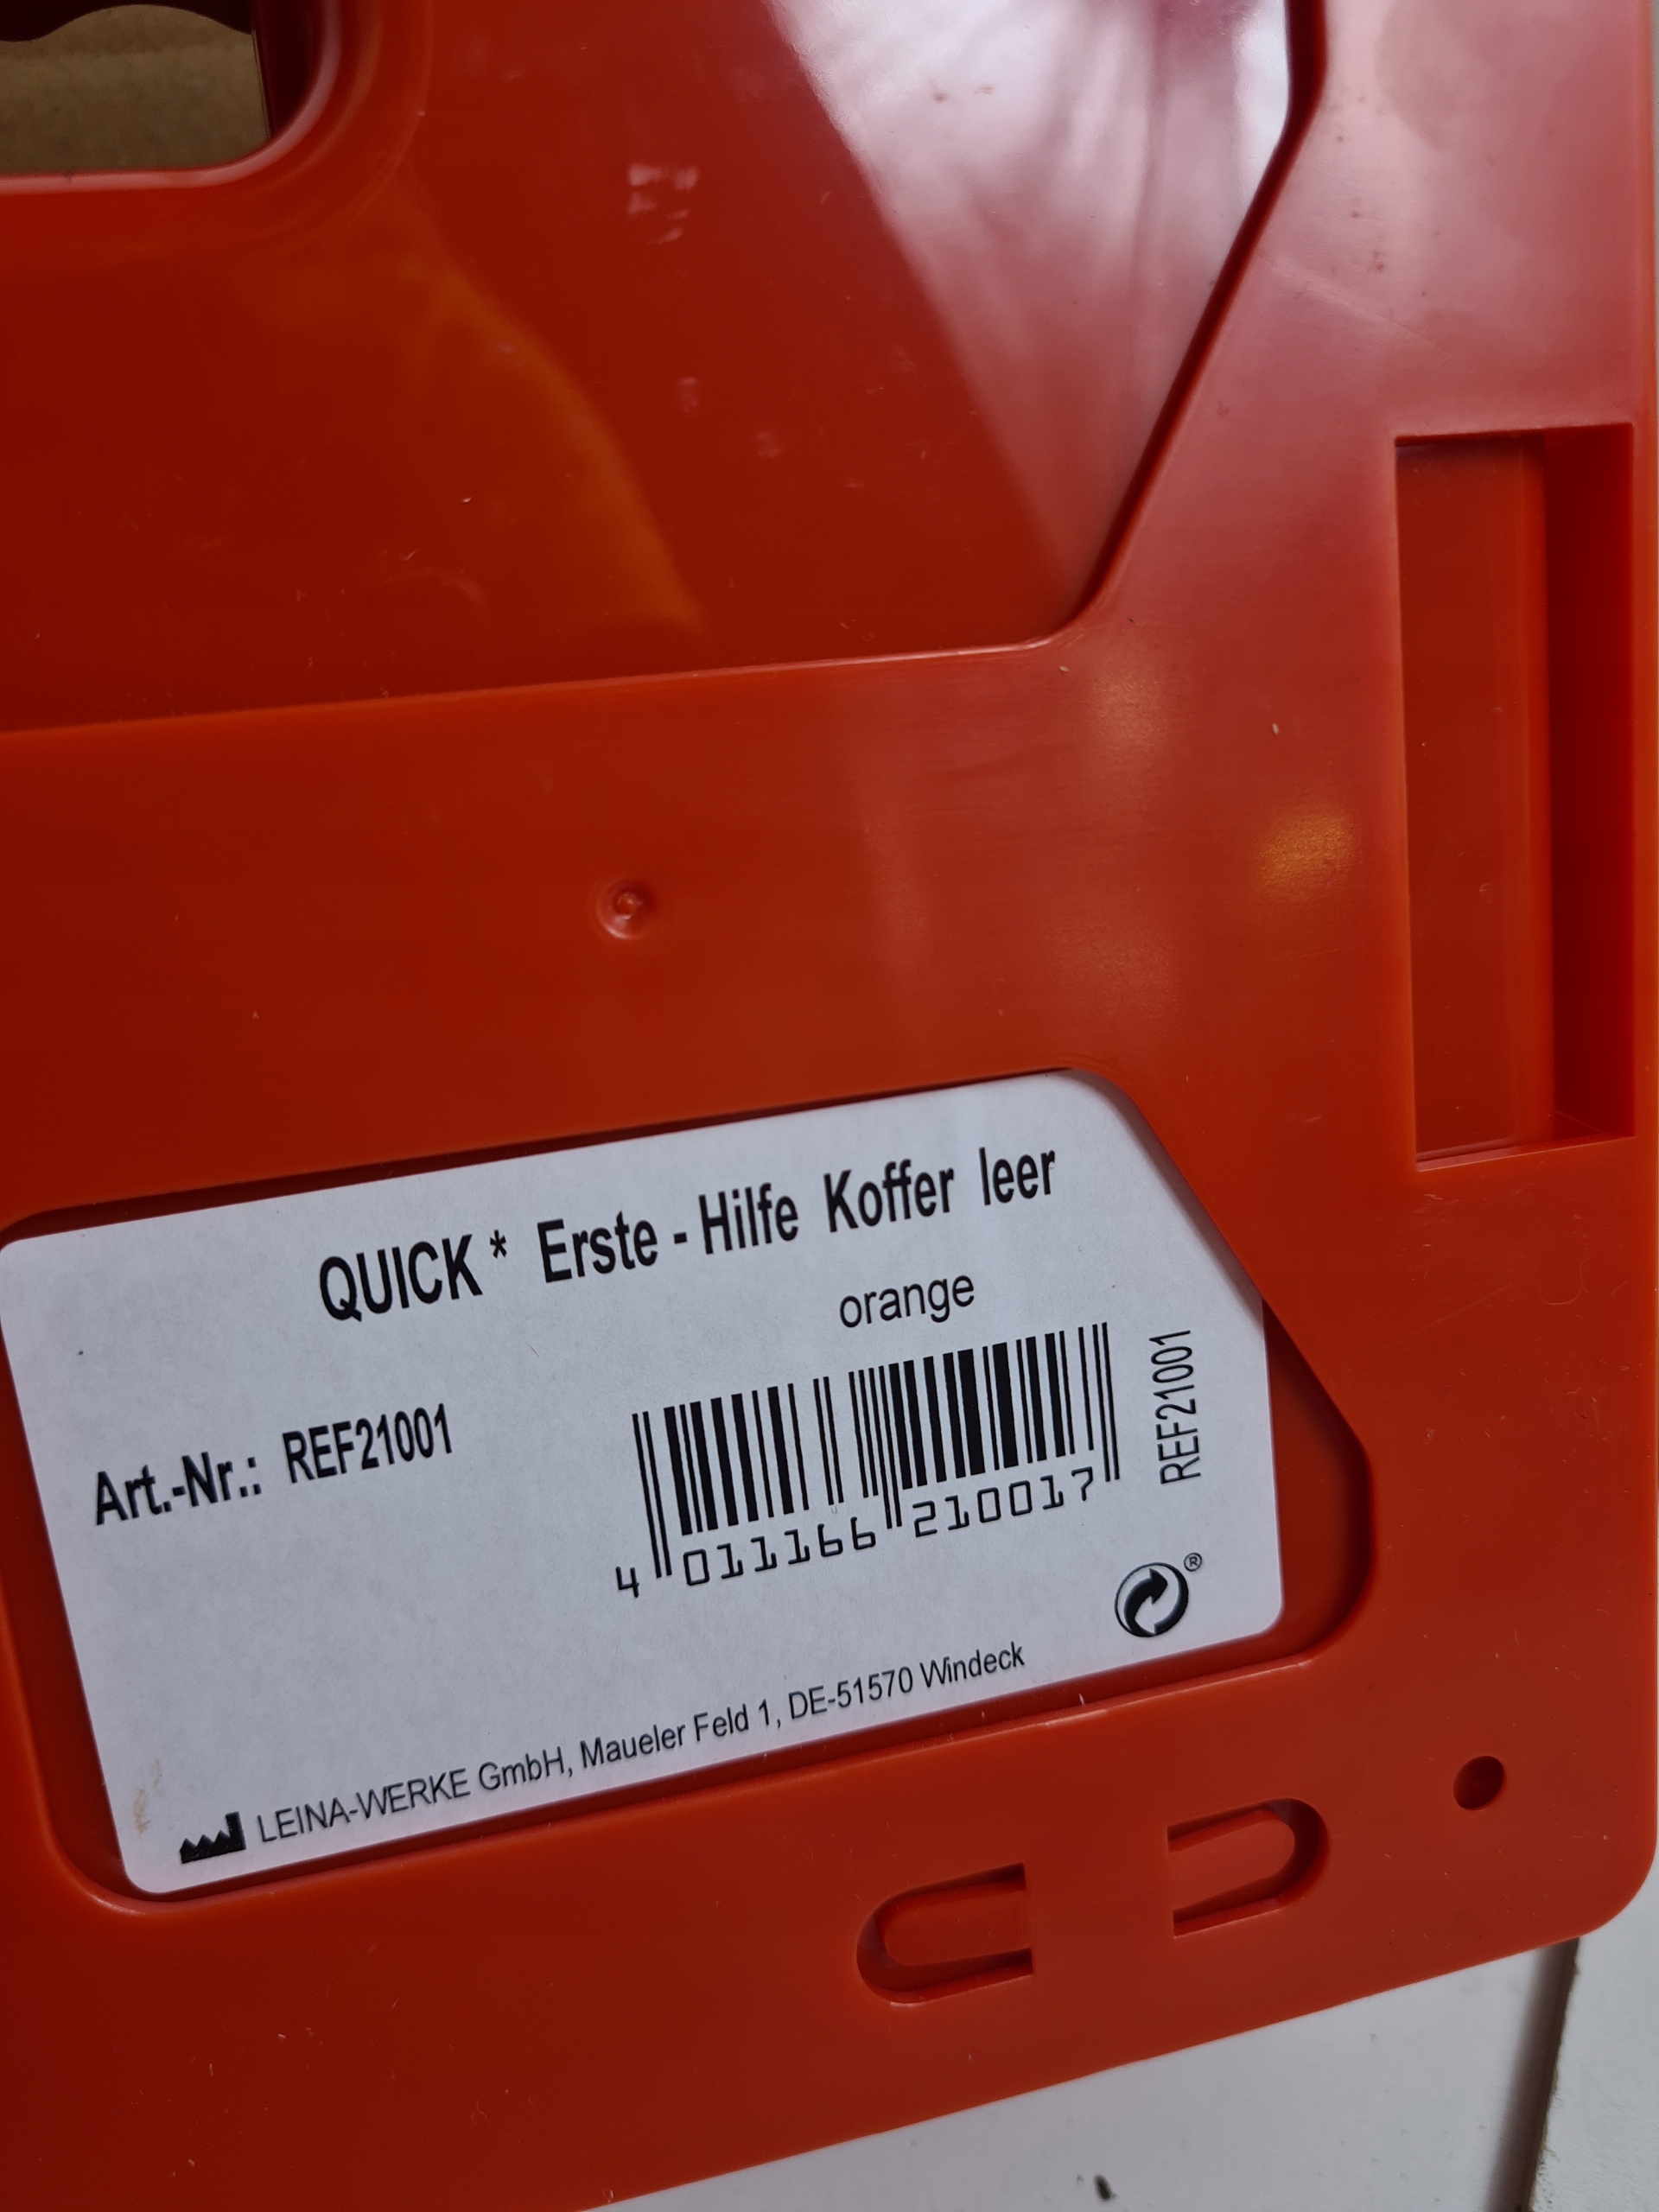 QUICK* Erste-Hilfe Koffer leer
orange
Art.-Nr.: REF21001
4 011166 210017
REF21001
®
LEINA-WERKE GmbH, Maueler Feld 1, DE-51570 Windeck